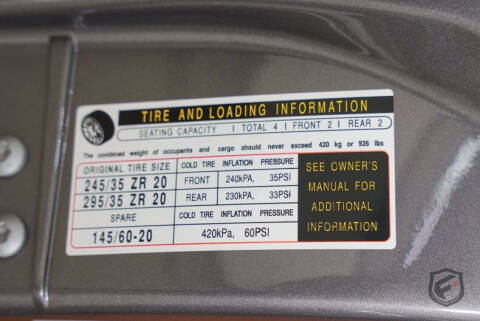 TIRE AND LOADING INFORMATION
SEATING CAPACITY | TOTAL 4 | FRONT 2 | REAR 2
The combined weight of occupants and cargo should never exceed 420 kg or 926 lbs
ORIGINAL TIRE SIZE COLD TIRE INFLATION PRESSURE
245/35 ZR 20 FRONT 240kPA, 35PSI
295/35 ZR 20 REAR 230kPA, 33PSI
SPARE COLD TIRE INFLATION PRESSURE
145/60-20 420kPa, 60PSI
SEE OWNER'S
MANUAL FOR
ADDITIONAL
INFORMATION